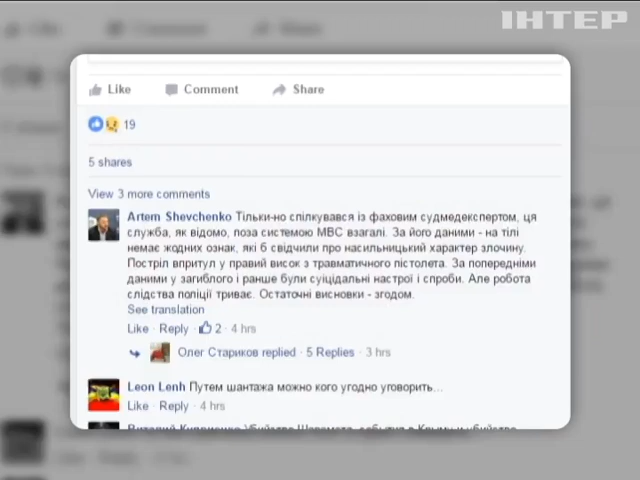 ІНТЕР
Like Comment Share
19
5 shares
View 3 more comments
Artem Shevchenko Тільки-но спілкувався із фаховим судмедекспертом, ця
служба, як відомо, поза системою МВС взагалі. За його даними - на тілі
немає жодних ознак, які б свідчили про насильницький характер злочину.
Постріл впритул у правий висок з травматичного пістолета. За попередніми
даними у загиблого і ранше були суїцідальні настрої і спроби. Але робота
слідства поліції триває. Остаточні висновки - згодом.
See translation
Like · Reply · 2 · 4 hrs
Олег Стариков replied · 5 Replies · 3 hrs
Leon Lenh Путем шантажа можно кого угодно уговорить...
Like · Reply · 4 hrs